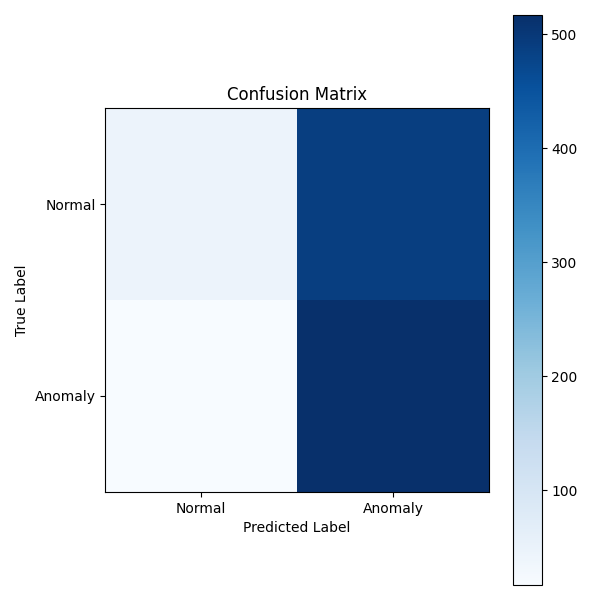 Confusion Matrix
True Label
Normal
Anomaly
Normal Anomaly
Predicted Label
500
400
300
200
100